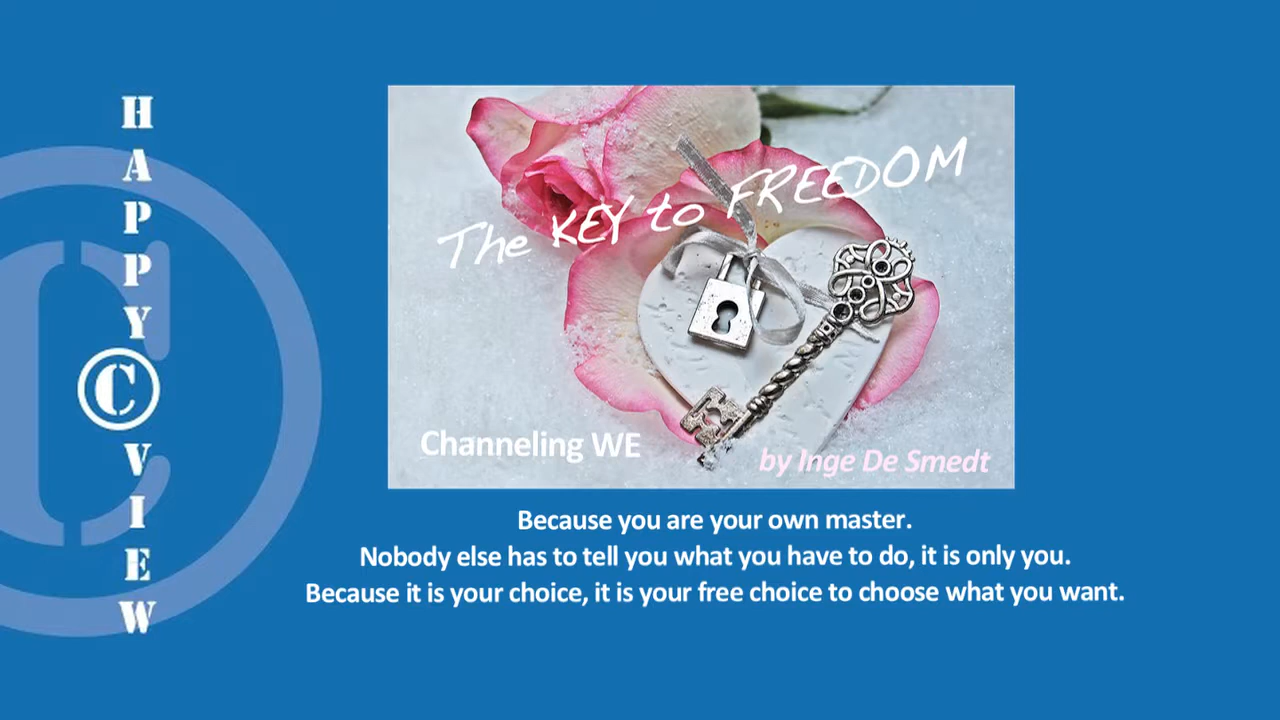 HAPPY
C
VIEW
The KEY to FREEDOM
Channeling WE
by Inge De Smedt
Because you are your own master.
Nobody else has to tell you what you have to do, it is only you.
Because it is your choice, it is your free choice to choose what you want.